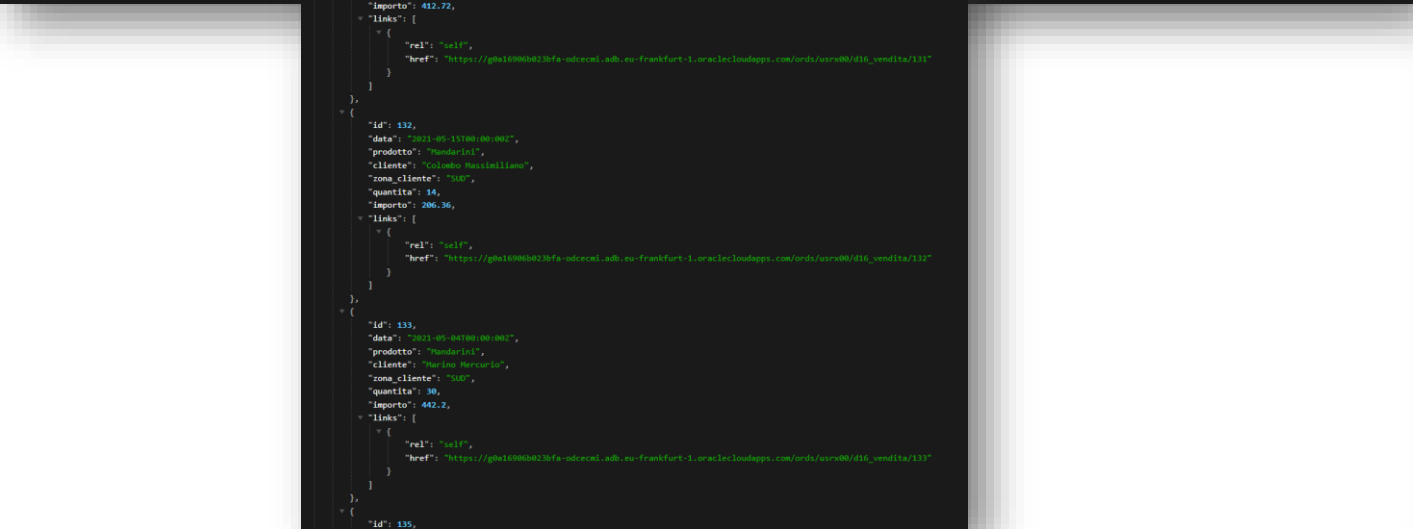 "importo": 412.72,
"links": [
{
"rel": "self",
"href": "https://g0a16906b023bfa-odcecmi.adb.eu-frankfurt-1.oraclecloudapps.com/ords/usrx00/d16_vendita/131"
}
]
},
{
"id": 132,
"data": "2021-05-15T00:00:00Z",
"prodotto": "Mandarini",
"cliente": "Colombo Massimiliano",
"zona_cliente": "SUD",
"quantita": 14,
"importo": 206.36,
"links": [
{
"rel": "self",
"href": "https://g0a16906b023bfa-odcecmi.adb.eu-frankfurt-1.oraclecloudapps.com/ords/usrx00/d16_vendita/132"
}
]
},
{
"id": 133,
"data": "2021-05-04T00:00:00Z",
"prodotto": "Mandarini",
"cliente": "Marino Mercurio",
"zona_cliente": "SUD",
"quantita": 30,
"importo": 442.2,
"links": [
{
"rel": "self",
"href": "https://g0a16906b023bfa-odcecmi.adb.eu-frankfurt-1.oraclecloudapps.com/ords/usrx00/d16_vendita/133"
}
]
},
{
"id": 135,